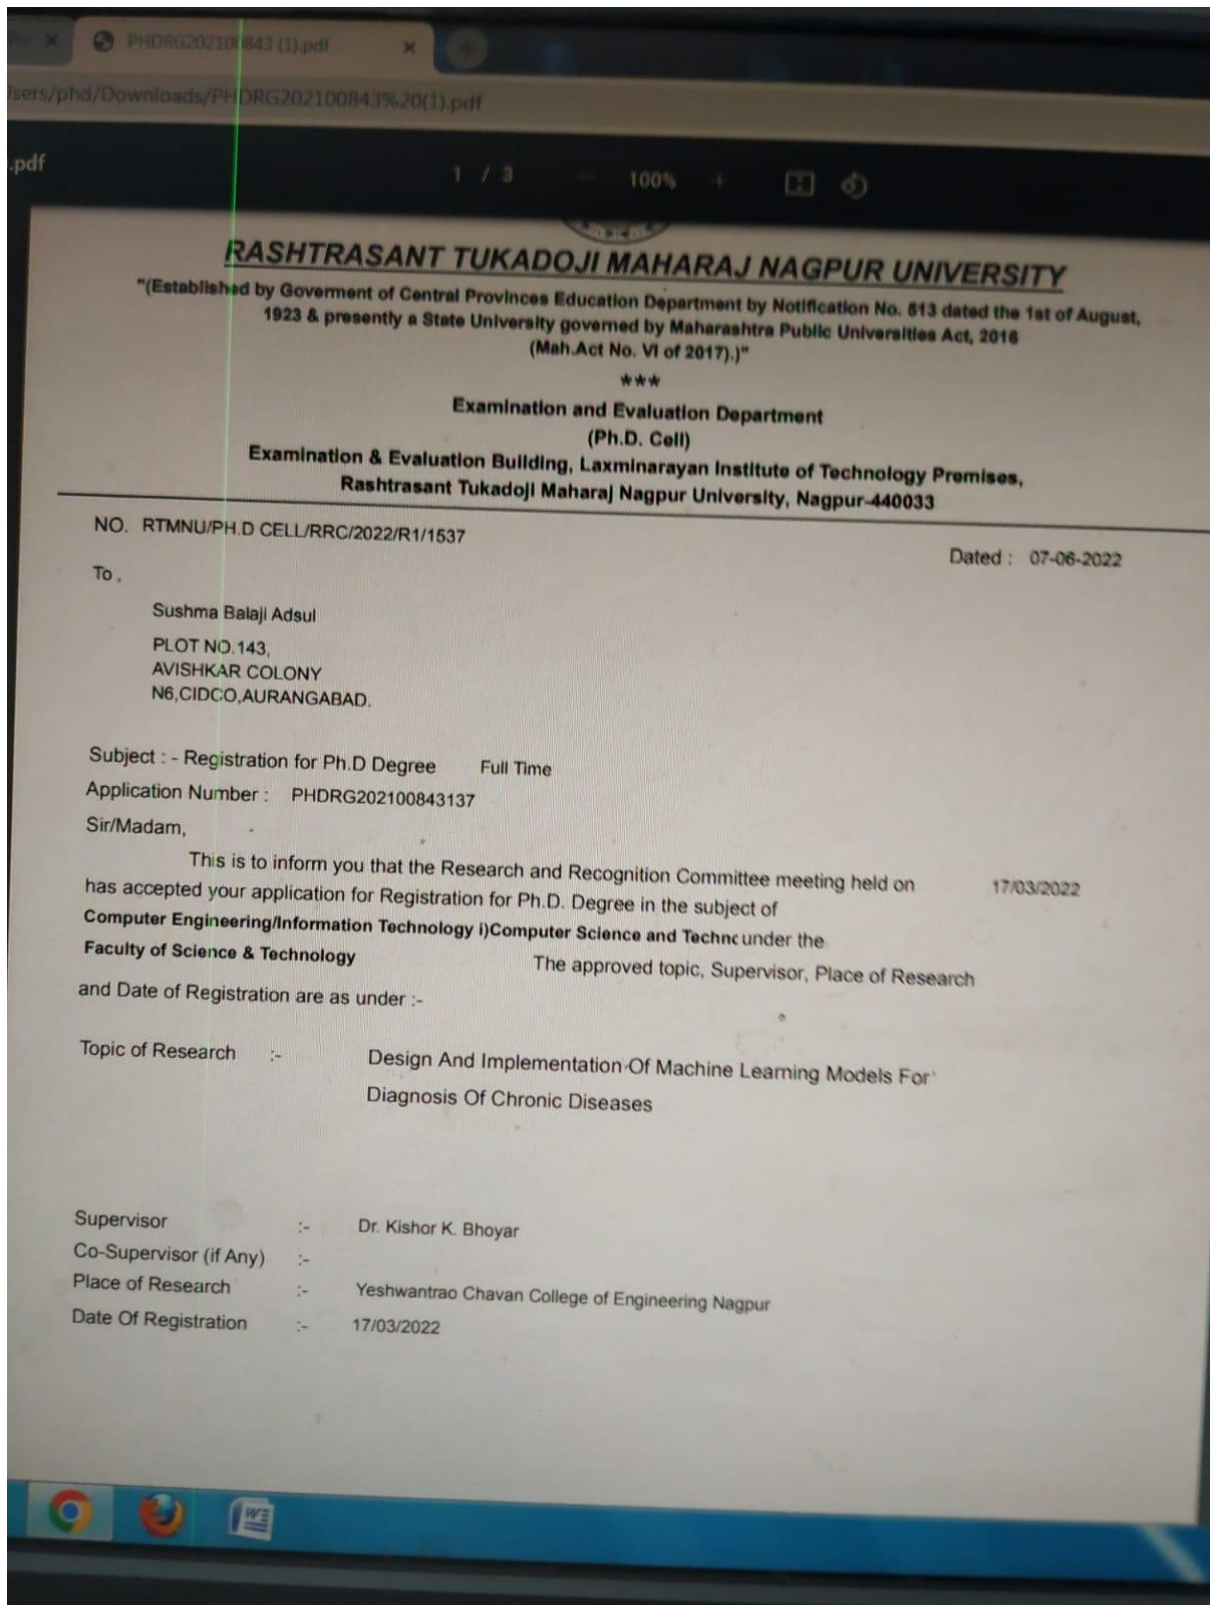 PHDRG202100843 (1).pdf
sers/phd/Downloads/PHDRG202100843%20(1).pdf
.pdf
1 / 3 − 100% +
RASHTRASANT TUKADOJI MAHARAJ NAGPUR UNIVERSITY
"(Established by Goverment of Central Provinces Education Department by Notification No. 513 dated the 1st of August,
1923 & presently a State University governed by Maharashtra Public Universities Act, 2016
(Mah.Act No. VI of 2017).)"
***
Examination and Evaluation Department
(Ph.D. Cell)
Examination & Evaluation Building, Laxminarayan Institute of Technology Premises,
Rashtrasant Tukadoji Maharaj Nagpur University, Nagpur-440033
NO. RTMNU/PH.D CELL/RRC/2022/R1/1537
Dated : 07-06-2022
To ,
Sushma Balaji Adsul
PLOT NO.143,
AVISHKAR COLONY
N6,CIDCO,AURANGABAD.
Subject : - Registration for Ph.D Degree Full Time
Application Number : PHDRG202100843137
Sir/Madam,
This is to inform you that the Research and Recognition Committee meeting held on 17/03/2022
has accepted your application for Registration for Ph.D. Degree in the subject of
Computer Engineering/Information Technology i)Computer Science and Techno under the
Faculty of Science & Technology The approved topic, Supervisor, Place of Research
and Date of Registration are as under :-
Topic of Research :- Design And Implementation Of Machine Learning Models For
Diagnosis Of Chronic Diseases
Supervisor :- Dr. Kishor K. Bhoyar
Co-Supervisor (if Any) :-
Place of Research :- Yeshwantrao Chavan College of Engineering Nagpur
Date Of Registration :- 17/03/2022